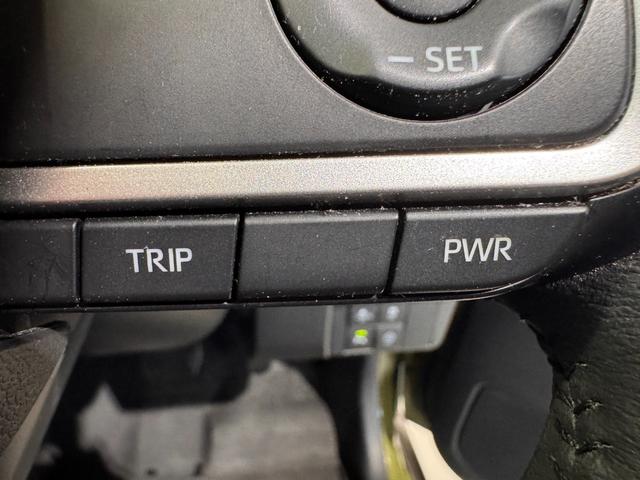 — SET
TRIP
PWR